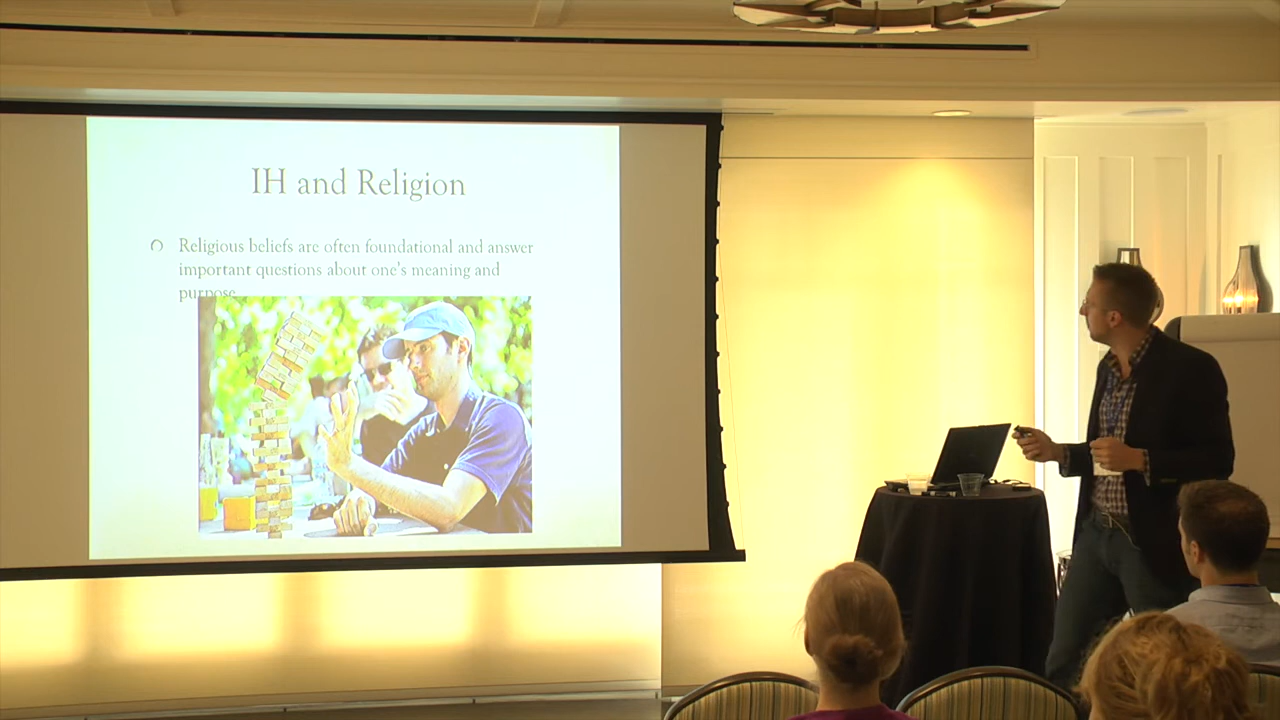 IH and Religion
Religious beliefs are often foundational and answer
important questions about one's meaning and
purpose